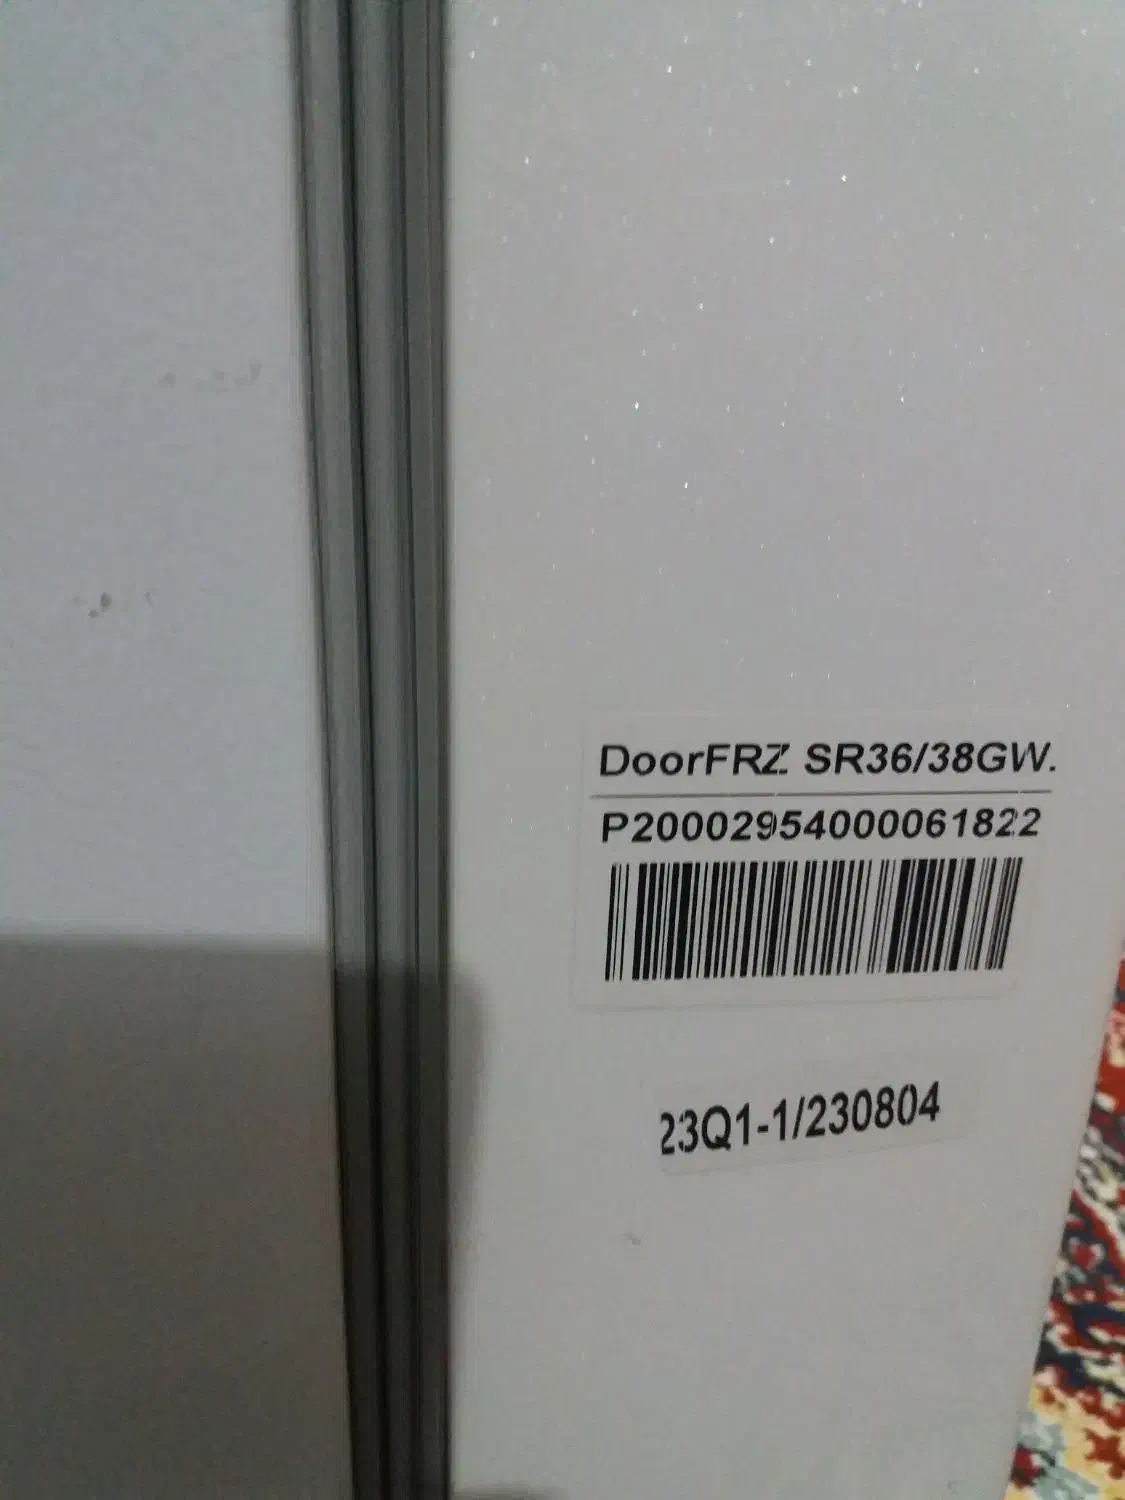 DoorFRZ SR36/38GW.
P20002954000061822
23Q1-1/230804